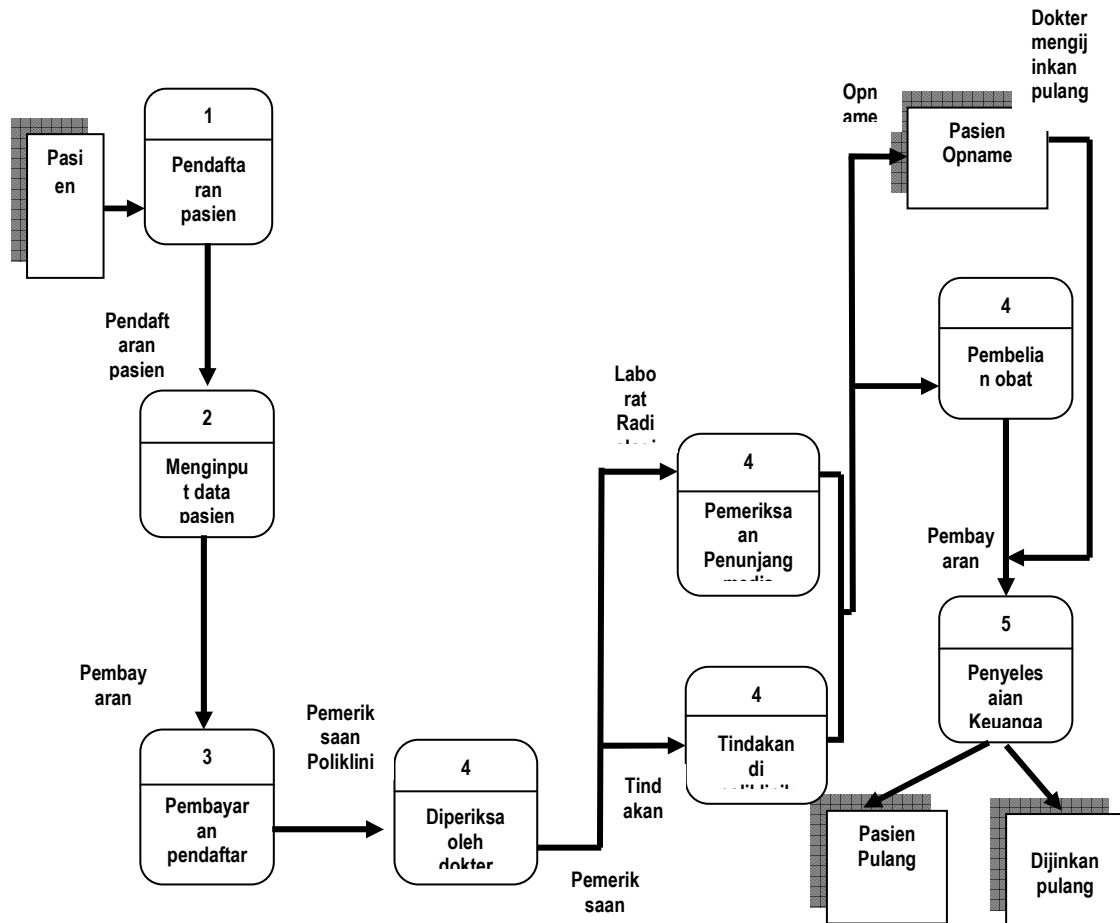 Pasi
en
1
Pendafta
ran
pasien
Pendaft
aran
pasien
2
Menginpu
t data
pasien
Pembay
aran
3
Pembayar
an
pendaftar
Pemerik
saan
Poliklini
4
Diperiksa
oleh
dokter
Pemerik
saan
Labo
rat
Radi
4
Pemeriksa
an
Penunjang
Tind
akan
4
Tindakan
di
Opn
ame
Pasien
Opname
Dokter
mengij
inkan
pulang
4
Pembelia
n obat
Pembay
aran
5
Penyeles
aian
Keuanga
Pasien
Pulang
Dijinkan
pulang